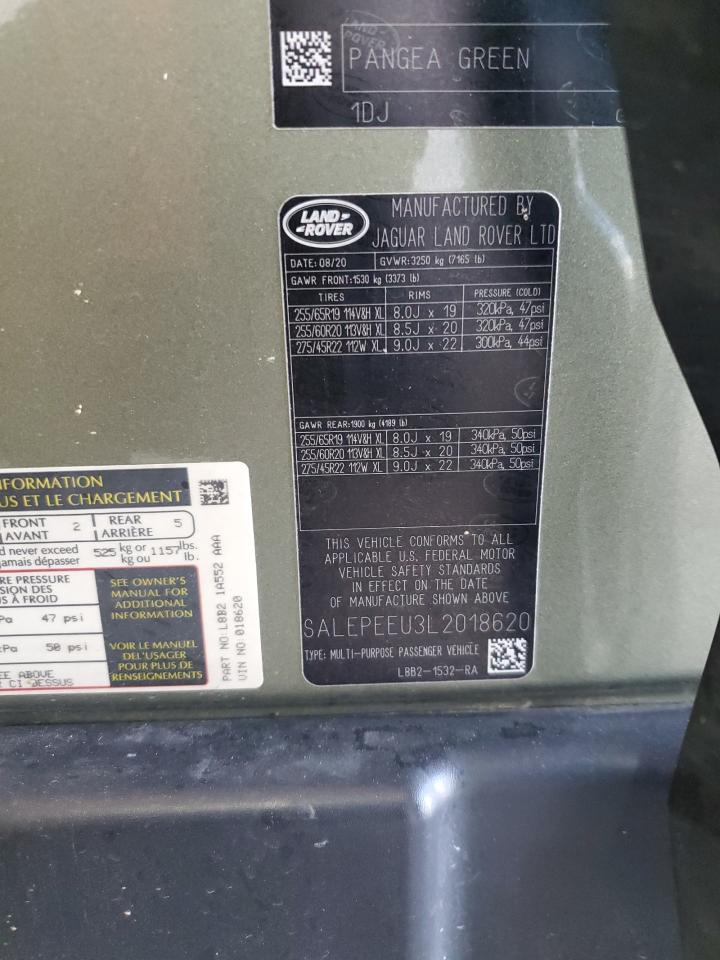 LAND-
ROVER
PANGEA GREEN
1DJ
LAND-
-ROVER
MANUFACTURED BY
JAGUAR LAND ROVER LTD
DATE: 08/20 GVWR: 3250 kg (7165 lb)
GAWR FRONT: 1530 kg (3373 lb)
TIRES RIMS PRESSURE (COLD)
255/65R19 114V&H XL 8.0J x 19 320kPa, 47psi
255/60R20 113V&H XL 8.5J x 20 320kPa, 47psi
275/45R22 112W XL 9.0J x 22 300kPa, 44psi
GAWR REAR: 1900 kg (4189 lb)
255/65R19 114V&H XL 8.0J x 19 340kPa, 50psi
255/60R20 113V&H XL 8.5J x 20 340kPa, 50psi
275/45R22 112W XL 9.0J x 22 340kPa, 50psi
THIS VEHICLE CONFORMS TO ALL
APPLICABLE U.S. FEDERAL MOTOR
VEHICLE SAFETY STANDARDS
IN EFFECT ON THE DATE
OF MANUFACTURE SHOWN ABOVE
SALEPEEU3L2018620
TYPE: MULTI-PURPOSE PASSENGER VEHICLE
L8B2-1532-RA
INFORMATION
US ET LE CHARGEMENT
FRONT 2 REAR 5
AVANT ARRIÈRE
d never exceed 525 kg or 1157 lbs.
jamais dépasser kg ou lb.
RE PRESSURE
SION DES
S À FROID
Pa 47 psi
kPa 50 psi
EE ABOVE
CI DESSUS
SEE OWNER'S
MANUAL FOR
ADDITIONAL
INFORMATION
VOIR LE MANUEL
DEL'USAGER
POUR PLUS DE
RENSEIGNEMENTS
PART NO: L8B2 1A552 AAA
VIN NO: 018620